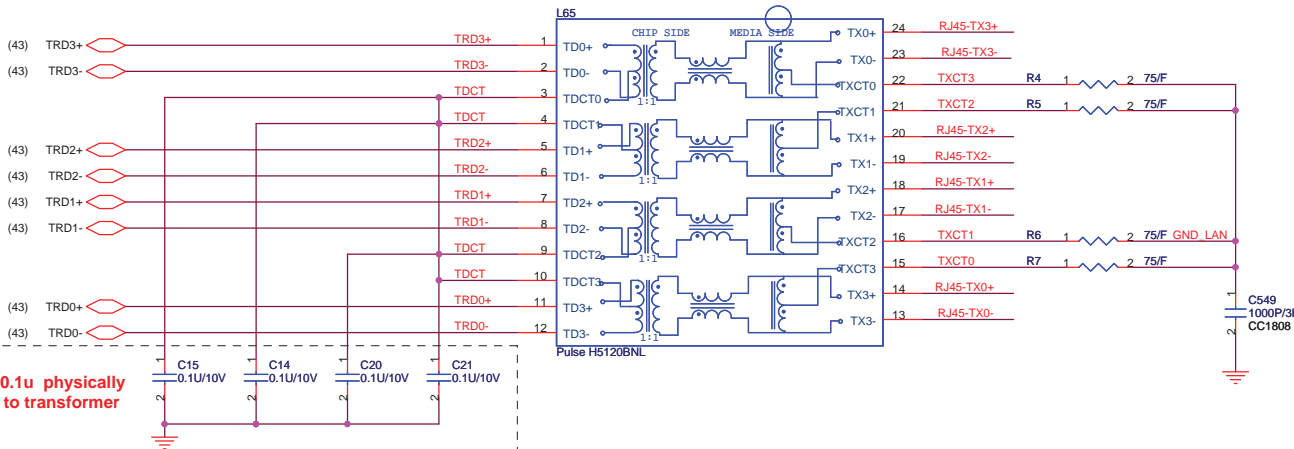 L65
CHIP SIDE MEDIA SIDE
(43) TRD3+ TRD3+ 1 TD0+ TX0+ 24 RJ45-TX3+
(43) TRD3- TRD3- 2 TD0- TX0- 23 RJ45-TX3-
TDCT 3 TDCT0 TXCT0 22 TXCT3 R4 1 2 75/F
1:1
TDCT 4 TDCT1 TXCT1 21 TXCT2 R5 1 2 75/F
(43) TRD2+ TRD2+ 5 TD1+ TX1+ 20 RJ45-TX2+
(43) TRD2- TRD2- 6 TD1- TX1- 19 RJ45-TX2-
1:1
(43) TRD1+ TRD1+ 7 TD2+ TX2+ 18 RJ45-TX1+
(43) TRD1- TRD1- 8 TD2- TX2- 17 RJ45-TX1-
TDCT 9 TDCT2 TXCT2 16 TXCT1 R6 1 2 75/F GND_LAN
1:1
TDCT 10 TDCT3 TXCT3 15 TXCT0 R7 1 2 75/F
(43) TRD0+ TRD0+ 11 TD3+ TX3+ 14 RJ45-TX0+
(43) TRD0- TRD0- 12 TD3- TX3- 13 RJ45-TX0-
1:1
Pulse H5120BNL
1 C549
1000P/3
2 CC1808
1 1 1 1
C15 C14 C20 C21
0.1U/10V 0.1U/10V 0.1U/10V 0.1U/10V
2 2 2 2
0.1u physically
to transformer